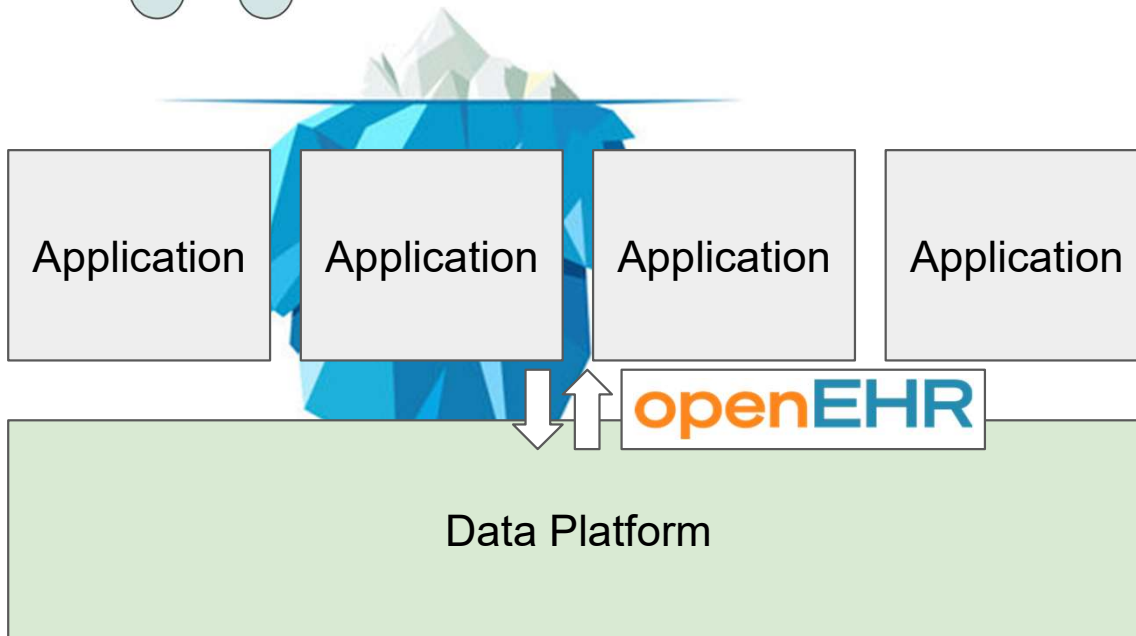 Application
Application
Application
Application
openEHR
Data Platform